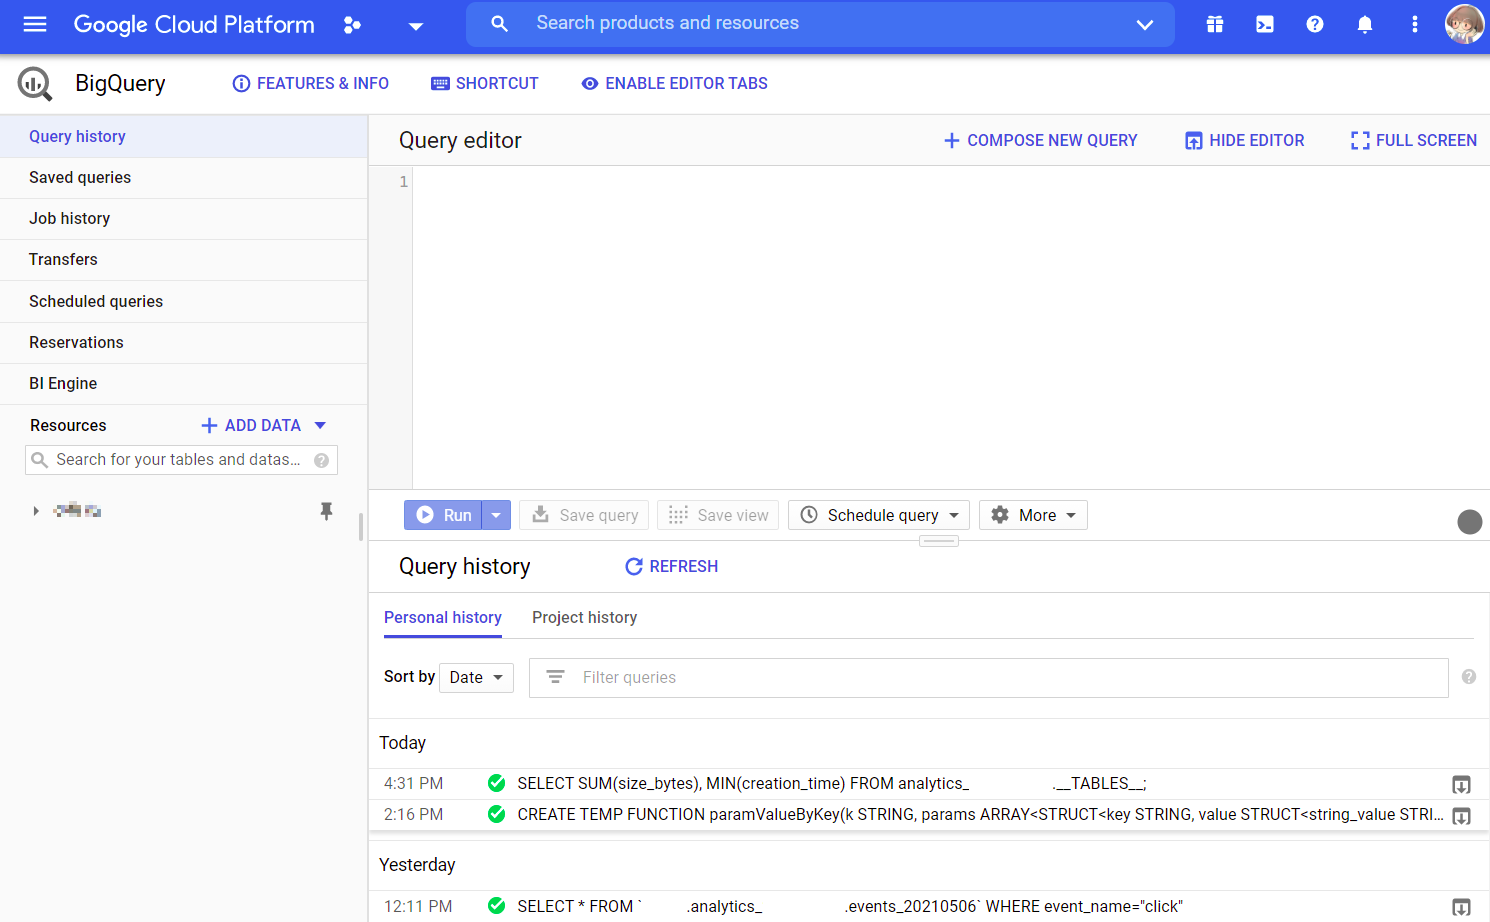 Google Cloud Platform
Search products and resources
BigQuery
FEATURES & INFO
SHORTCUT
ENABLE EDITOR TABS
Query history
Saved queries
Job history
Transfers
Scheduled queries
Reservations
BI Engine
Resources
ADD DATA
Search for your tables and datas...
Query editor
COMPOSE NEW QUERY
HIDE EDITOR
FULL SCREEN
1
Run
Save query
Save view
Schedule query
More
Query history
REFRESH
Personal history
Project history
Sort by
Date
Filter queries
Today
4:31 PM SELECT SUM(size_bytes), MIN(creation_time) FROM analytics_ .__TABLES__;
2:16 PM CREATE TEMP FUNCTION paramValueByKey(k STRING, params ARRAY<STRUCT<key STRING, value STRUCT<string_value STRI...
Yesterday
12:11 PM SELECT * FROM ` .analytics_ .events_20210506` WHERE event_name="click"